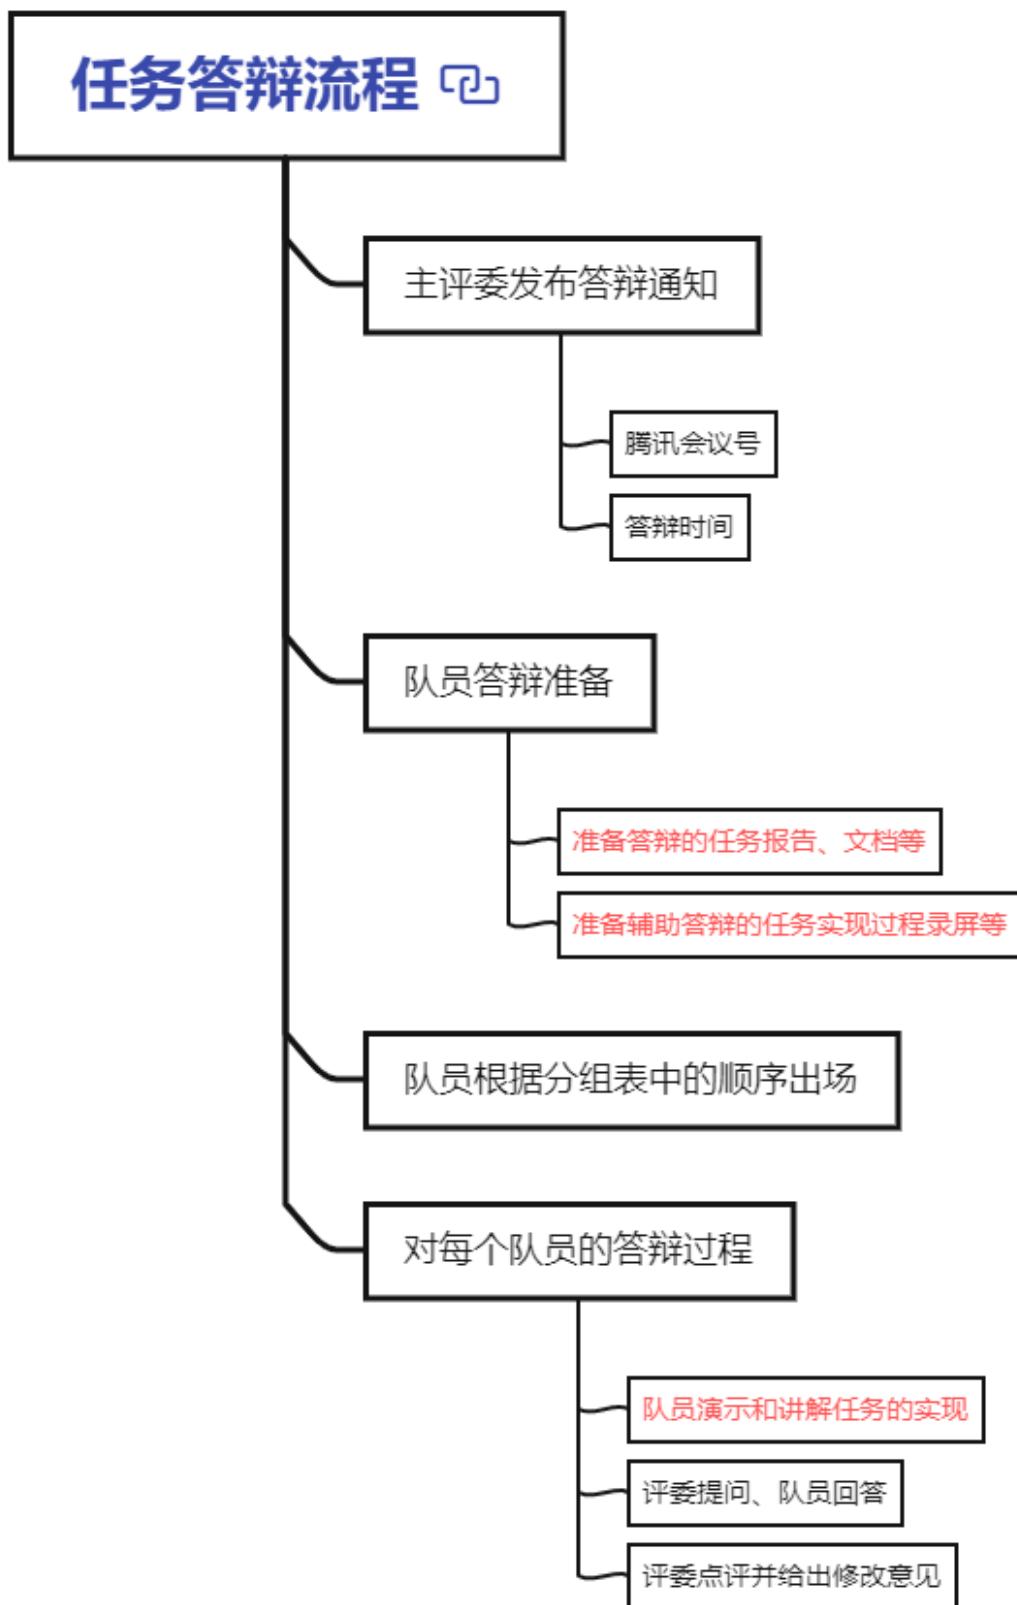 任务答辩流程
主评委发布答辩通知
腾讯会议号
答辩时间
队员答辩准备
准备答辩的任务报告、文档等
准备辅助答辩的任务实现过程录屏等
队员根据分组表中的顺序出场
对每个队员的答辩过程
队员演示和讲解任务的实现
评委提问、队员回答
评委点评并给出修改意见